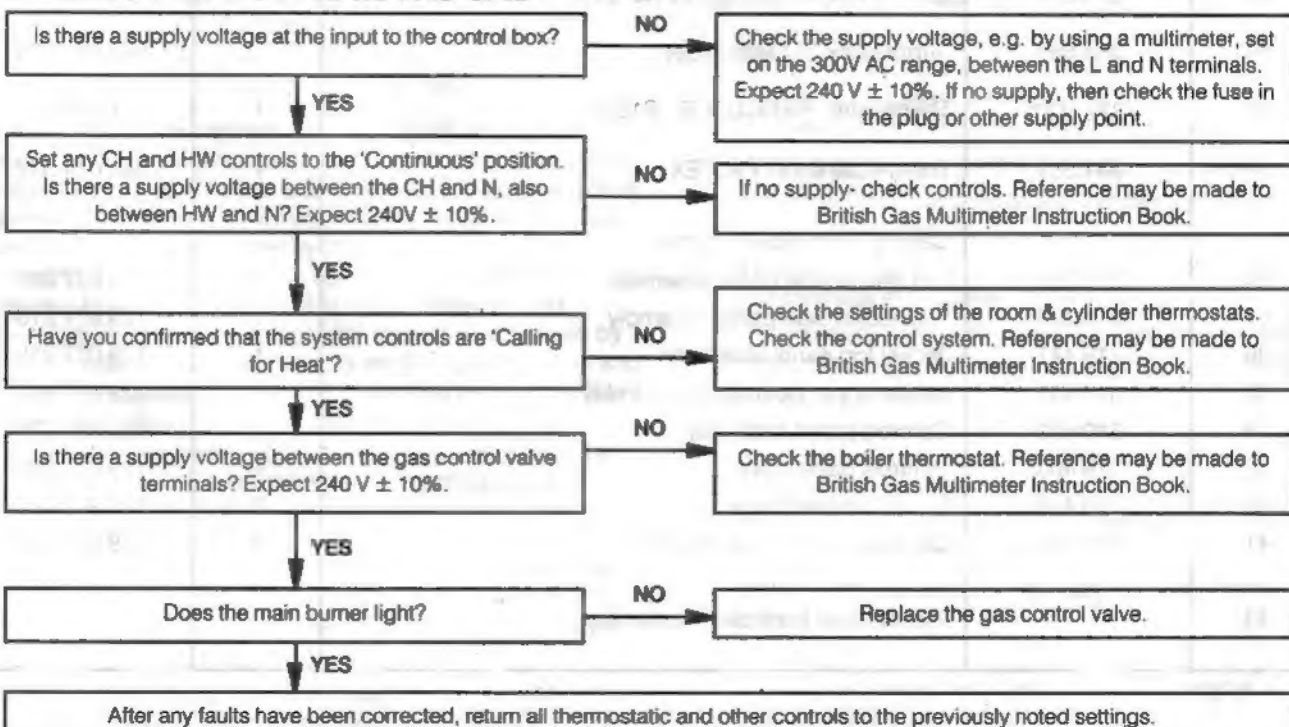 Is there a supply voltage at the input to the control box?
NO
Check the supply voltage, e.g. by using a multimeter, set
on the 300V AC range, between the L and N terminals.
Expect 240 V ± 10%. If no supply, then check the fuse in
the plug or other supply point.
YES
Set any CH and HW controls to the 'Continuous' position.
Is there a supply voltage between the CH and N, also
between HW and N? Expect 240V ± 10%.
NO
If no supply- check controls. Reference may be made to
British Gas Multimeter Instruction Book.
YES
Have you confirmed that the system controls are 'Calling
for Heat'?
NO
Check the settings of the room & cylinder thermostats.
Check the control system. Reference may be made to
British Gas Multimeter Instruction Book.
YES
Is there a supply voltage between the gas control valve
terminals? Expect 240 V ± 10%.
NO
Check the boiler thermostat. Reference may be made to
British Gas Multimeter Instruction Book.
YES
Does the main burner light?
NO
Replace the gas control valve.
YES
After any faults have been corrected, return all thermostatic and other controls to the previously noted settings.